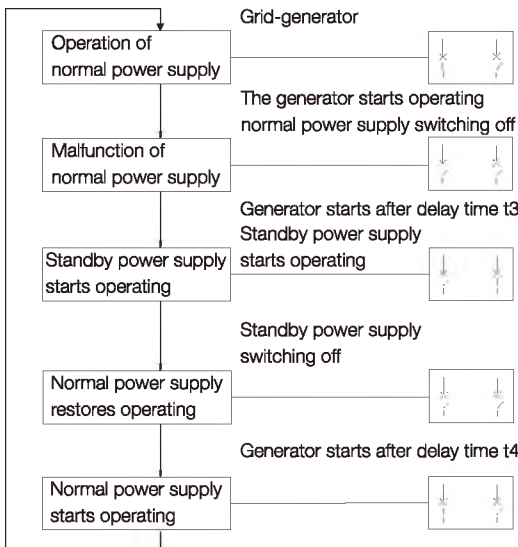 Grid-generator
Operation of
normal power supply
The generator starts operating
normal power supply switching off
Malfunction of
normal power supply
Generator starts after delay time t3
Standby power supply
starts operating
Standby power supply
starts operating
Standby power supply
switching off
Normal power supply
restores operating
Generator starts after delay time t4
Normal power supply
starts operating